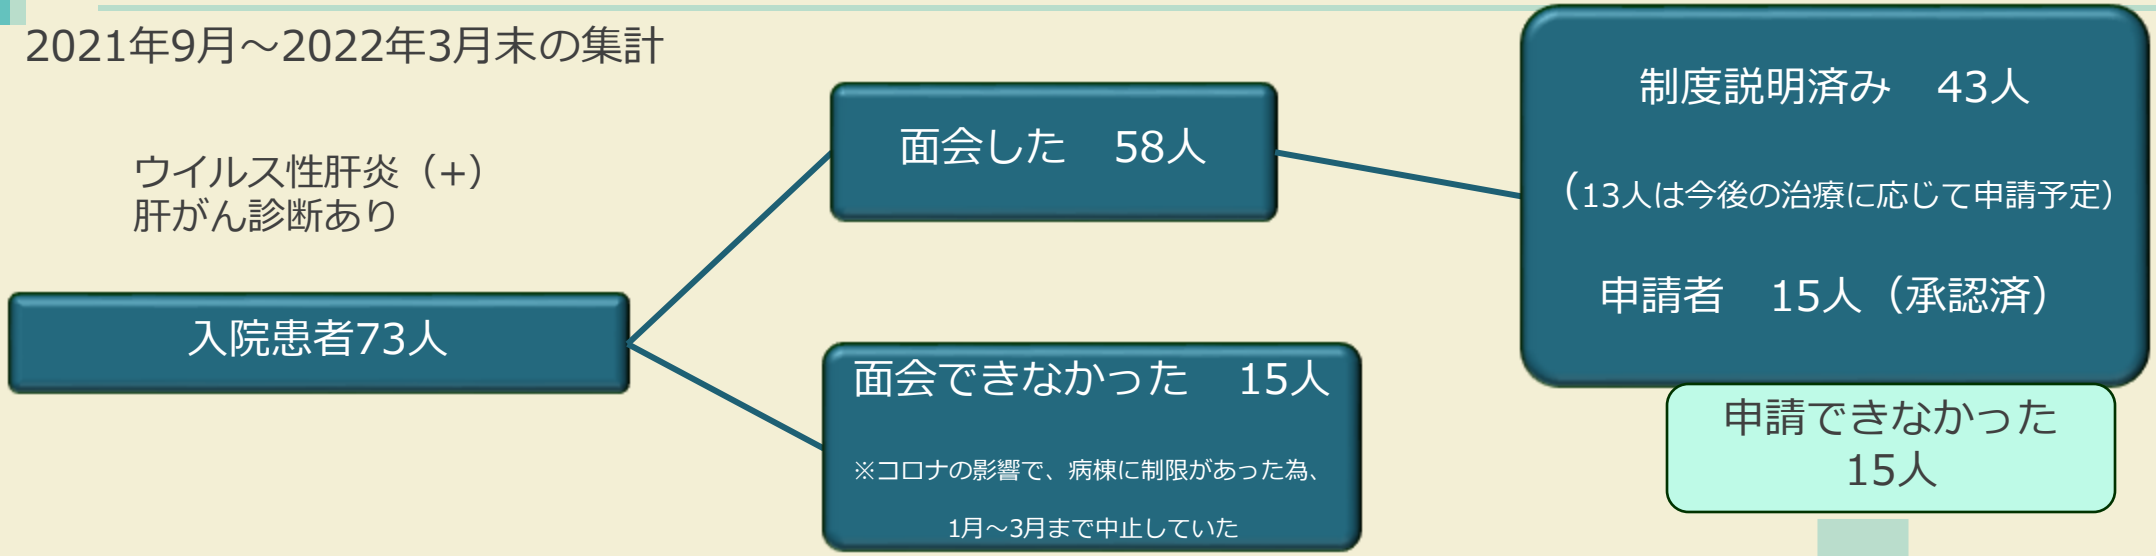 2021年9月～2022年3月末の集計
ウイルス性肝炎（+）
肝がん診断あり
入院患者73人
面会した　58人
面会できなかった　15人
※コロナの影響で、病棟に制限があった為、
1月～3月まで中止していた
制度説明済み　43人
（13人は今後の治療に応じて申請予定）
申請者　15人（承認済）
申請できなかった
15人